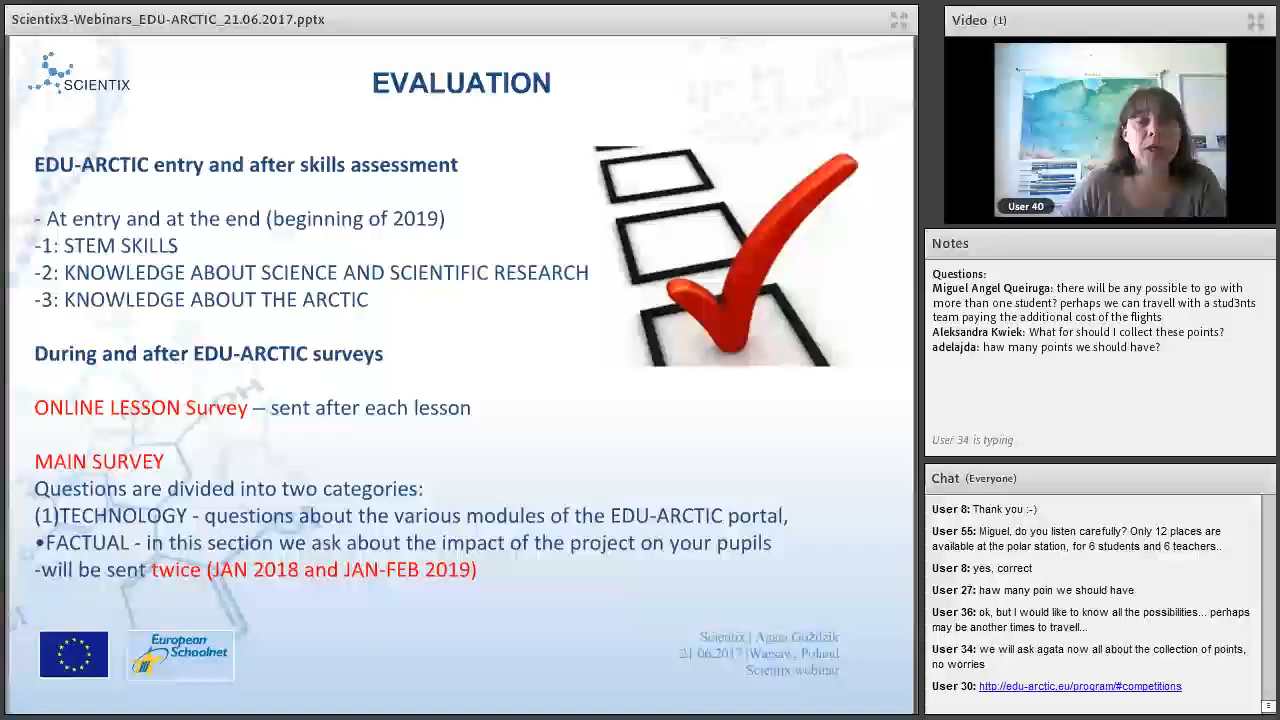 Scientix3-Webinars_EDU-ARCTIC_21.06.2017.pptx
SCIENTIX
EVALUATION
EDU-ARCTIC entry and after skills assessment
- At entry and at the end (beginning of 2019)
-1: STEM SKILLS
-2: KNOWLEDGE ABOUT SCIENCE AND SCIENTIFIC RESEARCH
-3: KNOWLEDGE ABOUT THE ARCTIC
During and after EDU-ARCTIC surveys
ONLINE LESSON Survey – sent after each lesson
MAIN SURVEY
Questions are divided into two categories:
(1)TECHNOLOGY - questions about the various modules of the EDU-ARCTIC portal,
•FACTUAL - in this section we ask about the impact of the project on your pupils
-will be sent twice (JAN 2018 and JAN-FEB 2019)
European
Schoolnet
Scientix | Agata Goździk
21 06.2017 |Warsaw, Poland
Scientix webinar
Video (1)
User 40
Notes
Questions:
Miguel Angel Queiruga: there will be any possible to go with
more than one student? perhaps we can travell with a stud3nts
team paying the additional cost of the flights
Aleksandra Kwiek: What for should I collect these points?
adelajda: how many points we should have?
User 34 is typing
Chat (Everyone)
User 8: Thank you :-)
User 55: Miguel, do you listen carefully? Only 12 places are
available at the polar station, for 6 students and 6 teachers..
User 8: yes, correct
User 27: haw many poin we should have
User 36: ok, but I would like to know all the possibilities... perhaps
may be another times to travell...
User 34: we will ask agata now all about the collection of points,
no worries
User 30: http://edu-arctic.eu/program/#competitions